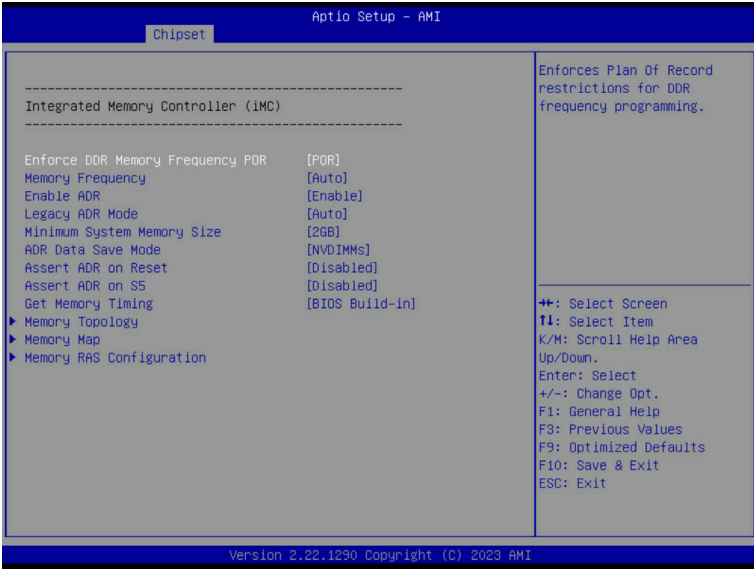 Aptio Setup – AMI
Chipset
----------------------------------------------------
Integrated Memory Controller (iMC)
----------------------------------------------------
Enforce DDR Memory Frequency POR [POR]
Memory Frequency [Auto]
Enable ADR [Enable]
Legacy ADR Mode [Auto]
Minimum System Memory Size [2GB]
ADR Data Save Mode [NVDIMMs]
Assert ADR on Reset [Disabled]
Assert ADR on S5 [Disabled]
Get Memory Timing [BIOS Build-in]
Memory Topology
Memory Map
Memory RAS Configuration
Enforces Plan Of Record
restrictions for DDR
frequency programming.
→←: Select Screen
↑↓: Select Item
K/M: Scroll Help Area
Up/Down.
Enter: Select
+/-: Change Opt.
F1: General Help
F3: Previous Values
F9: Optimized Defaults
F10: Save & Exit
ESC: Exit
Version 2.22.1290 Copyright (C) 2023 AMI